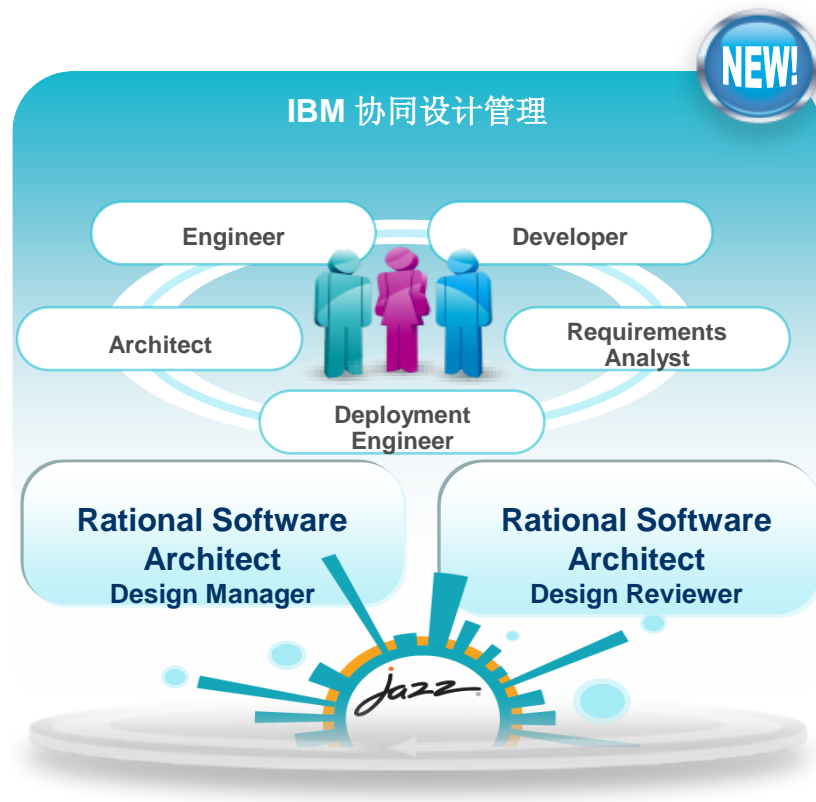 NEW!
IBM 协同设计管理
Engineer
Developer
Architect
Requirements
Analyst
Deployment
Engineer
Rational Software
Architect
Design Manager
Rational Software
Architect
Design Reviewer
jazz